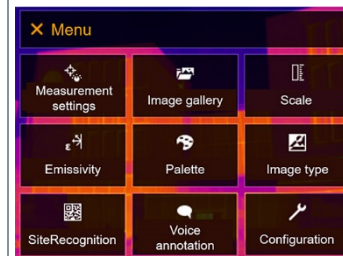 × Menu
Measurement
settings
Image gallery
Scale
ε
Emissivity
Palette
Image type
SiteRecognition
Voice
annotation
Configuration